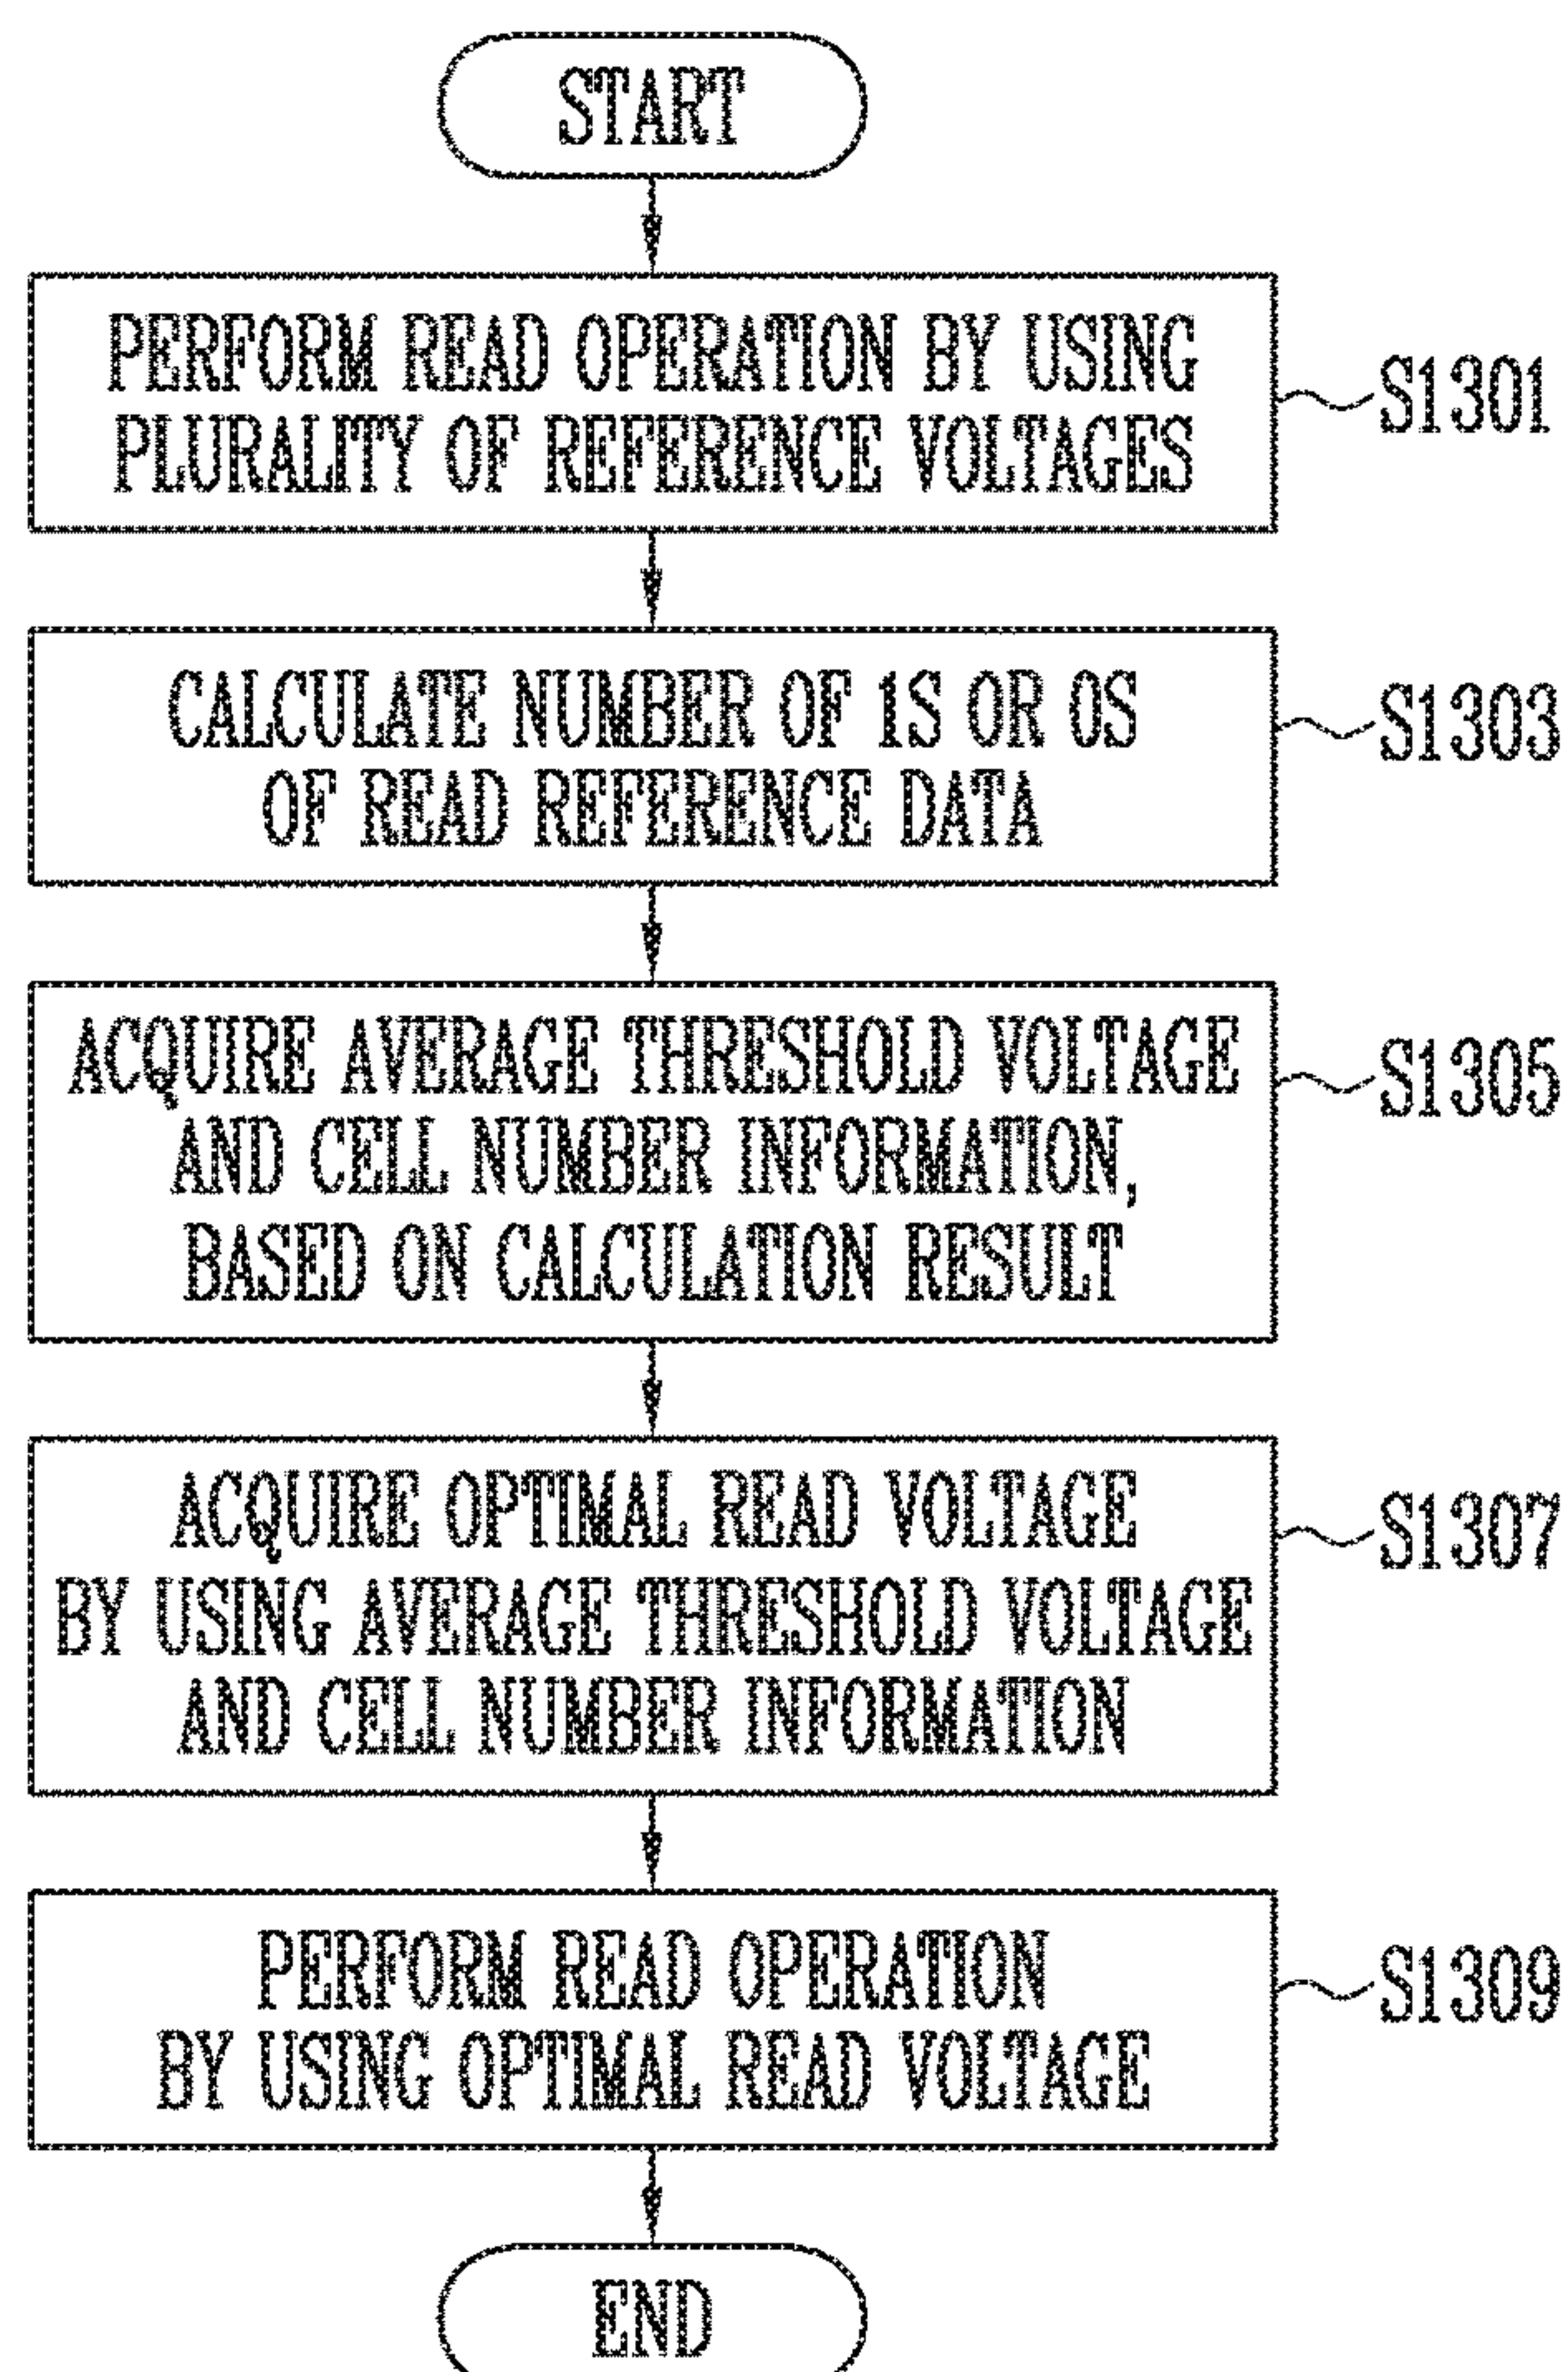 START
PERFORM READ OPERATION BY USING
PLURALITY OF REFERENCE VOLTAGES
S1301
CALCULATE NUMBER OF 1S OR 0S
OF READ REFERENCE DATA
S1303
ACQUIRE AVERAGE THRESHOLD VOLTAGE
AND CELL NUMBER INFORMATION,
BASED ON CALCULATION RESULT
S1305
ACQUIRE OPTIMAL READ VOLTAGE
BY USING AVERAGE THRESHOLD VOLTAGE
AND CELL NUMBER INFORMATION
S1307
PERFORM READ OPERATION
BY USING OPTIMAL READ VOLTAGE
S1309
END